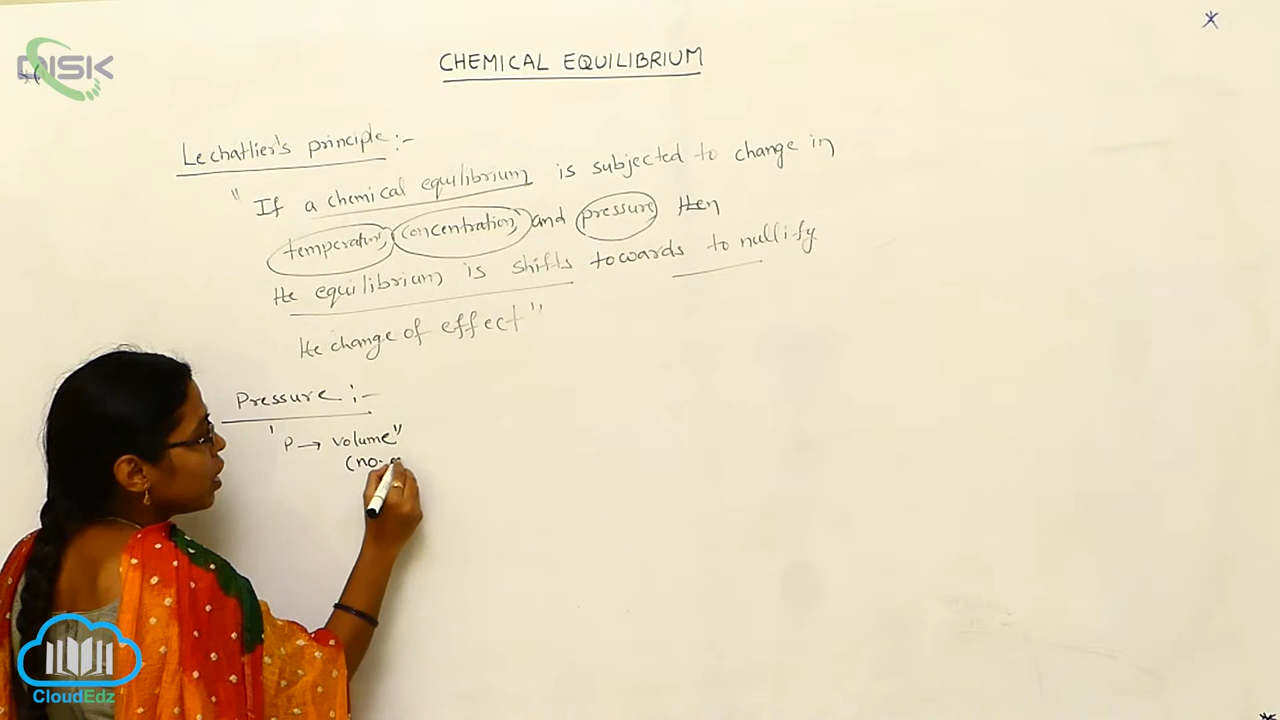 DISK
CHEMICAL EQUILIBRIUM
Lechatlier's principle :-
"If a chemical equilibrium is subjected to change in
temperature, concentration, and pressure then
the equilibrium is shifts towards to nullify
the change of effect"
Pressure :-
"P → volume"
(no.
CloudEdz